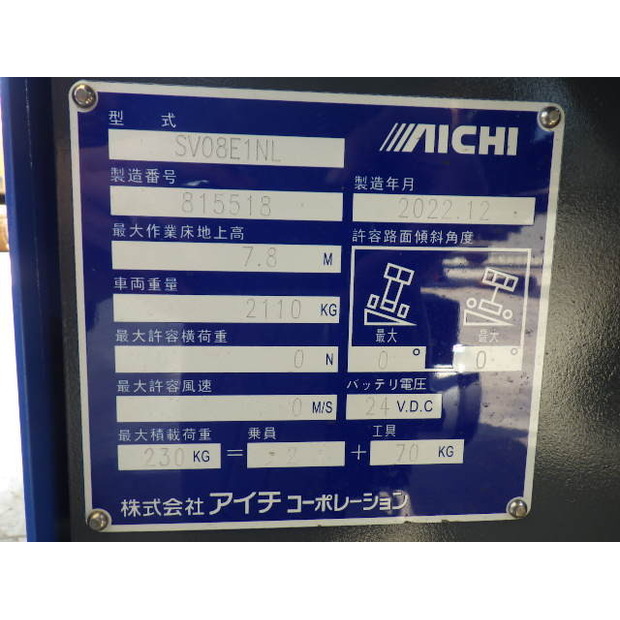 型式 AICHI
SV08E1NL
製造番号 製造年月
815518 2022.12
最大作業床地上高 許容路面傾斜角度
7.8 M
車両重量
2110 KG
最大 最大
最大許容横荷重
0 N 0° 0°
最大許容風速 バッテリ電圧
0 M/S 24 V.D.C
最大積載荷重 乗員 工具
230 KG = 2 + 70 KG
株式会社アイチコーポレーション